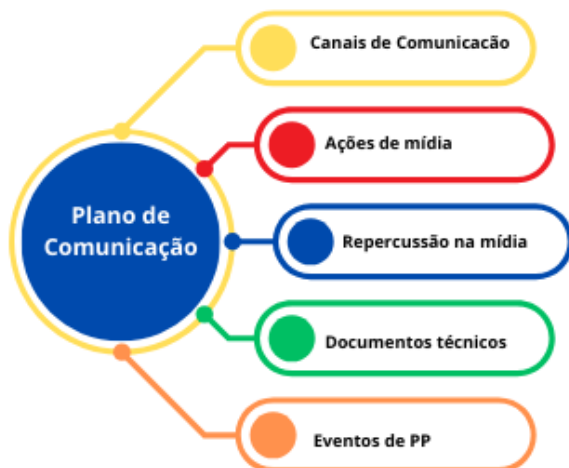 Plano de
Comunicação
Canais de Comunicacão
Ações de mídia
Repercussão na mídia
Documentos técnicos
Eventos de PP